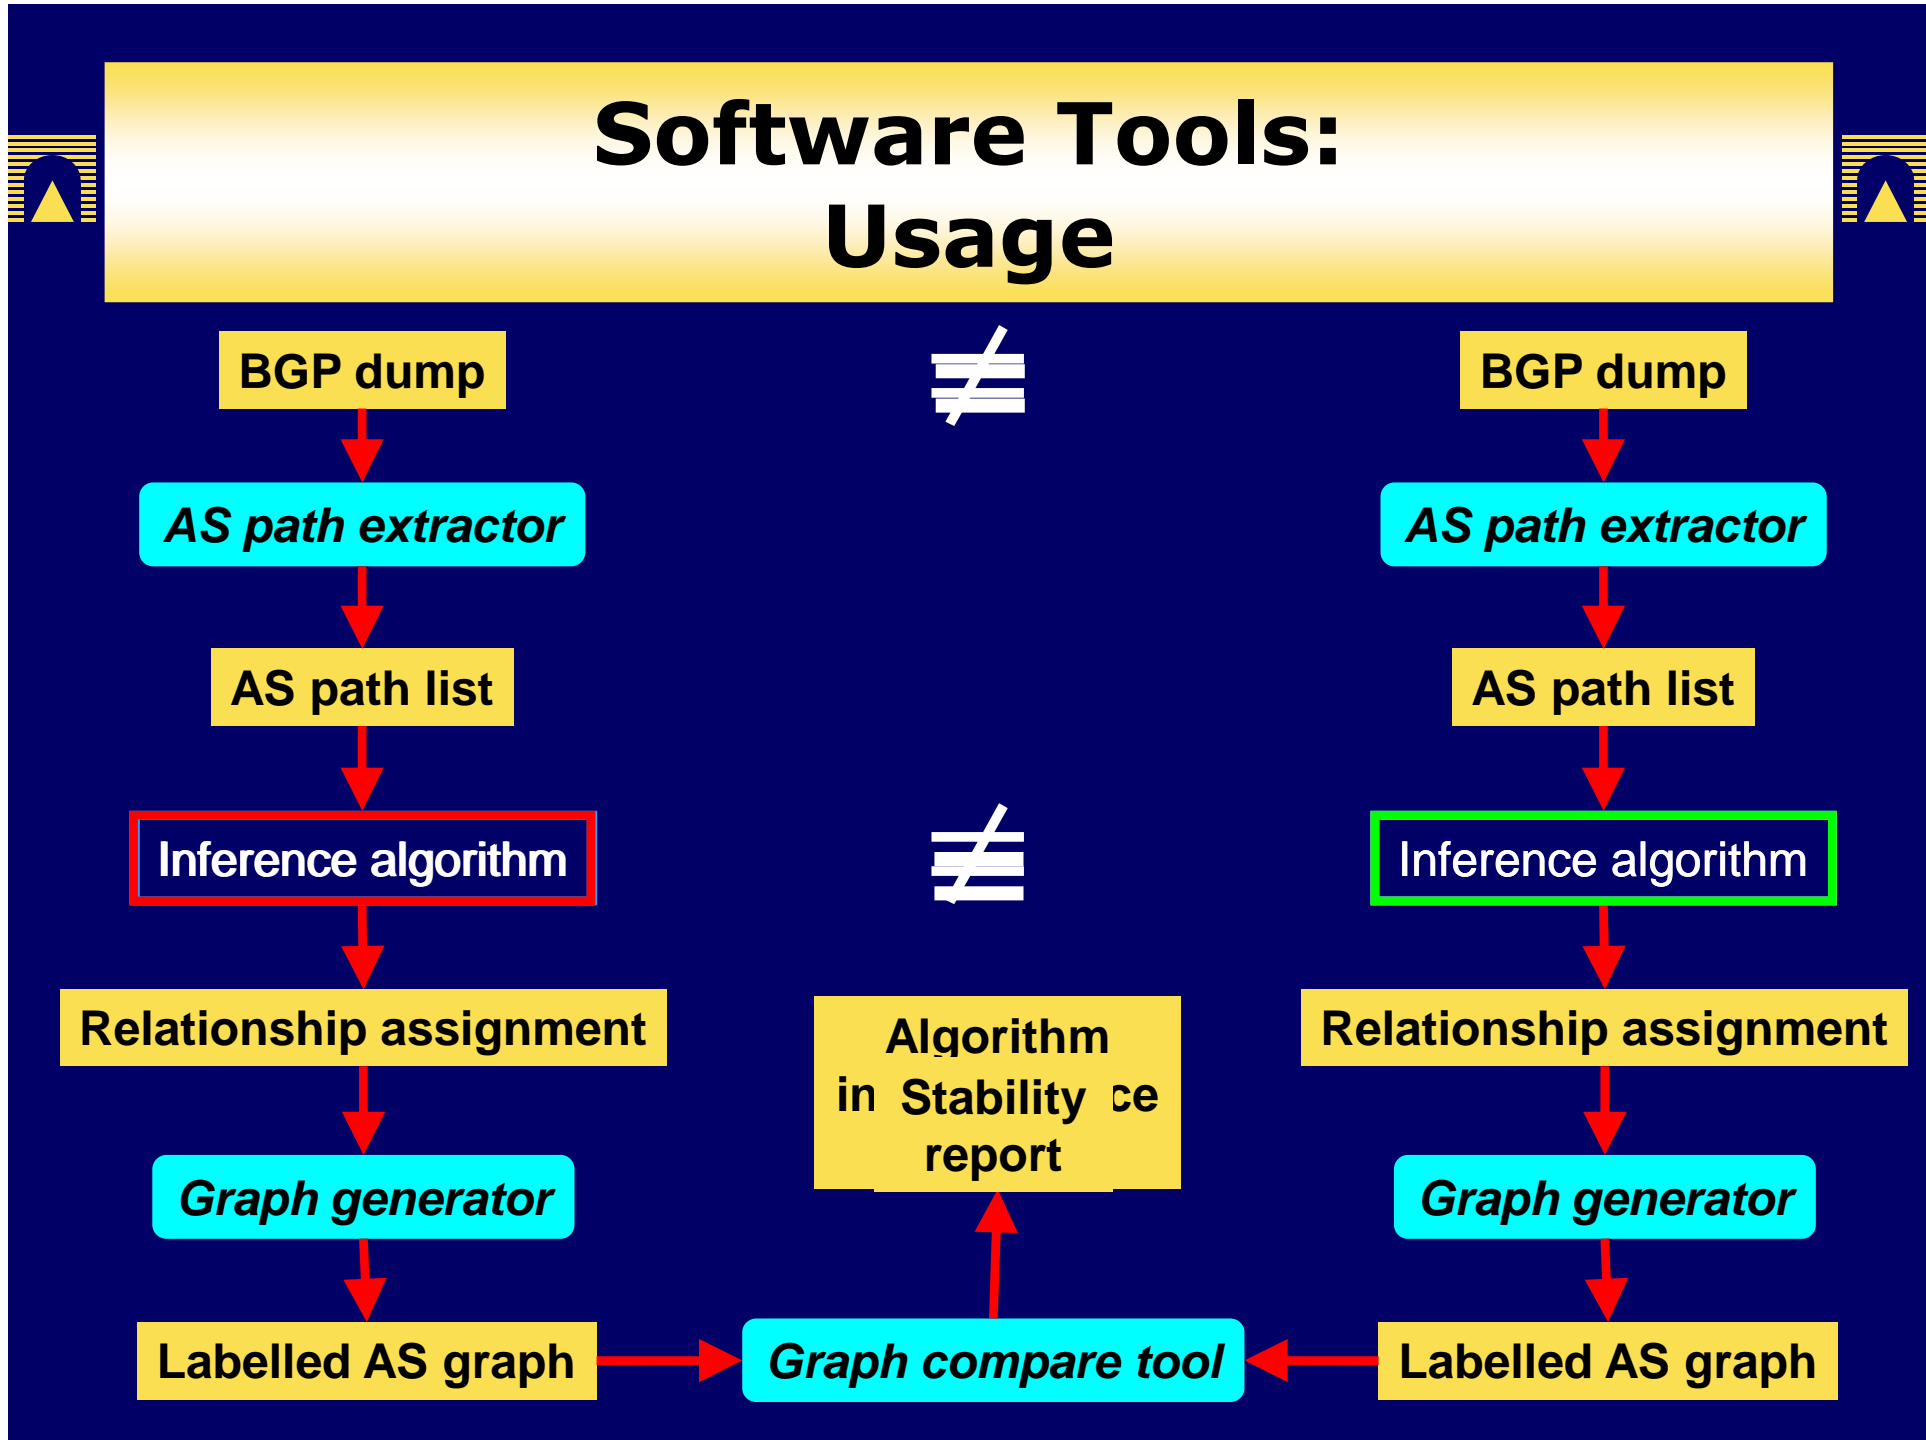 Software Tools:
Usage
BGP dump
BGP dump
AS path extractor
AS path extractor
AS path list
AS path list
Inference algorithm
Inference algorithm
Relationship assignment
Relationship assignment
Algorithm
Stability
report
Graph generator
Graph generator
Labelled AS graph
Graph compare tool
Labelled AS graph